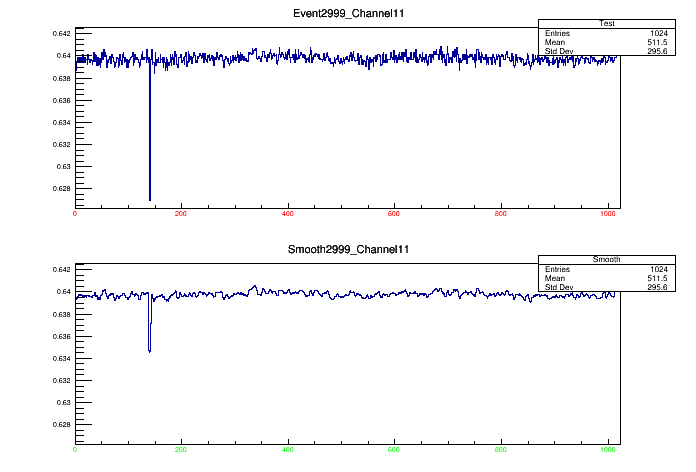 Event2999_Channel11
Test
Entries 1024
Mean 511.5
Std Dev 295.6
0.642
0.64
0.638
0.636
0.634
0.632
0.63
0.628
0 200 400 600 800 1000
Smooth2999_Channel11
Smooth
Entries 1024
Mean 511.5
Std Dev 295.6
0.642
0.64
0.638
0.636
0.634
0.632
0.63
0.628
0 200 400 600 800 1000